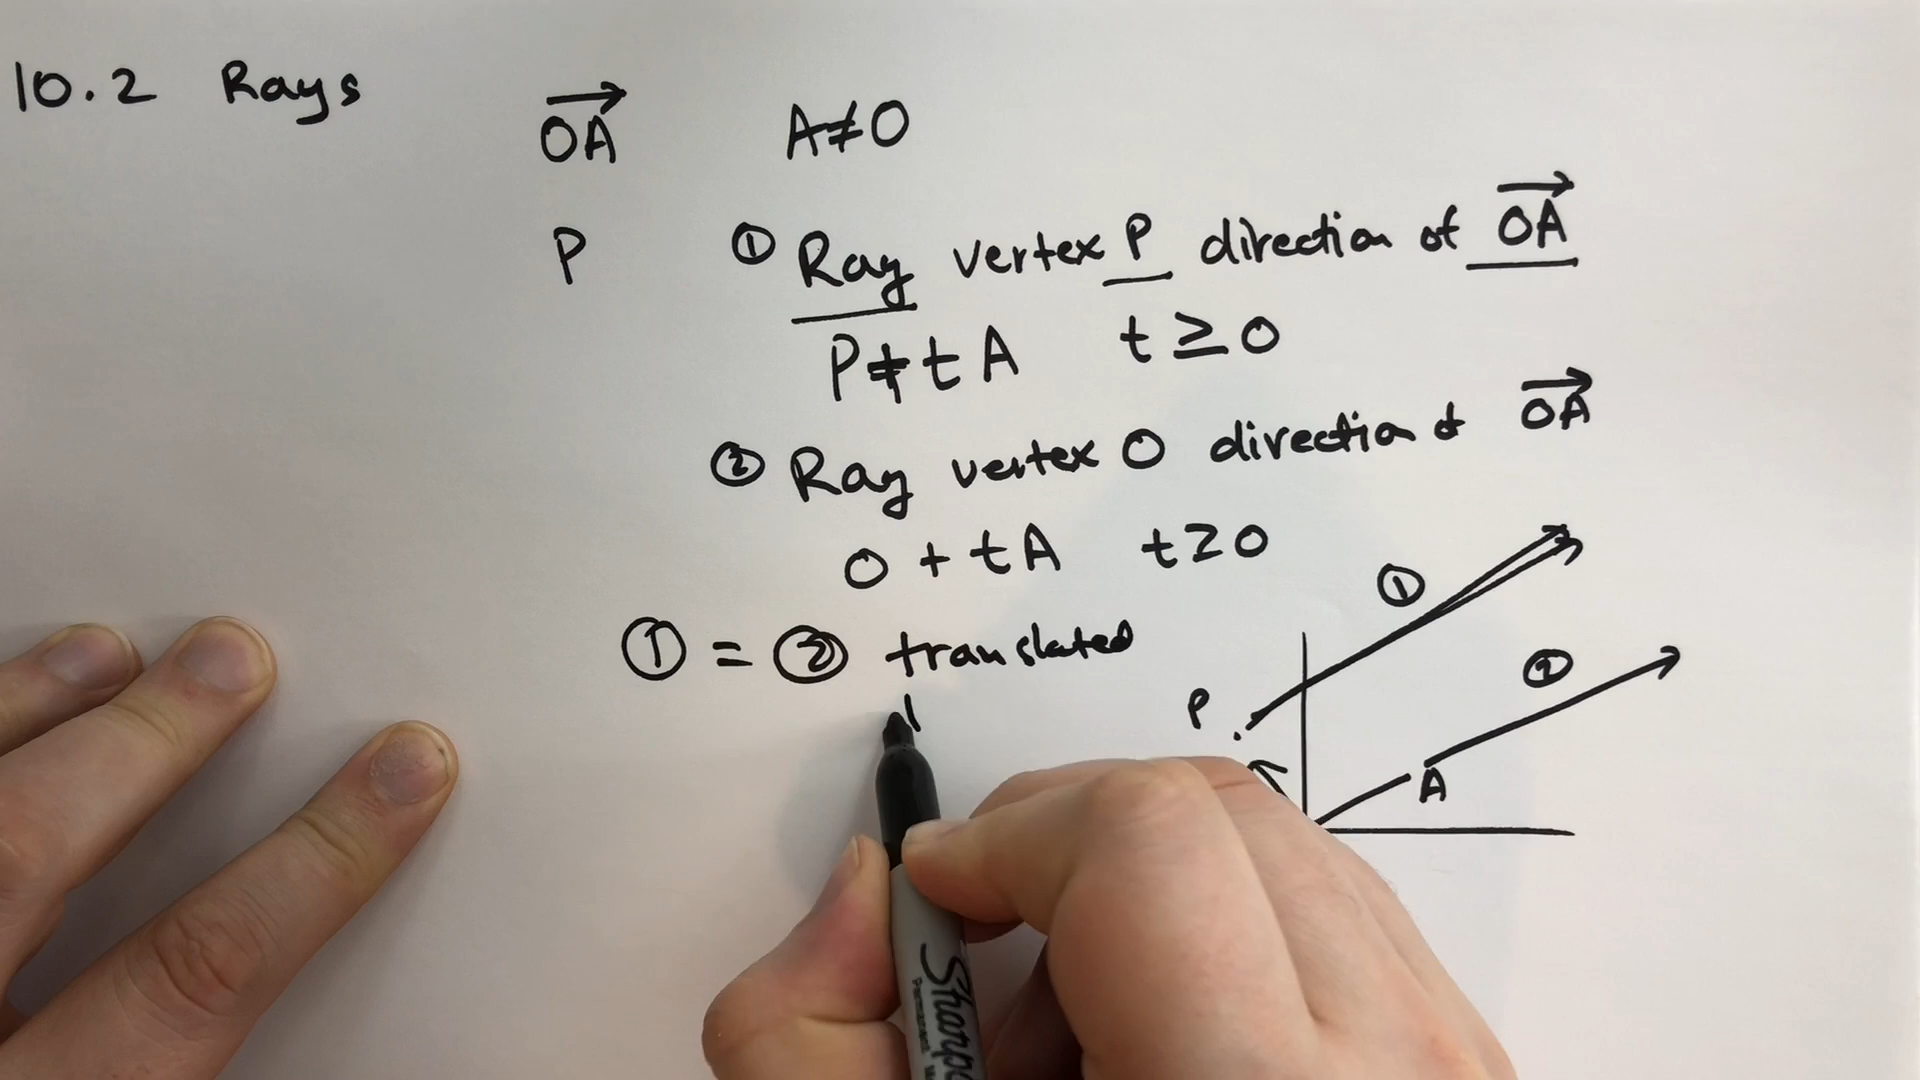 10.2 Rays
OA A≠O
P ① Ray vertex P direction of OA
P+tA t≥0
② Ray vertex O direction of OA
O + tA t≥0
① = ② translated
①
②
P
A
Sharpie
Permanent